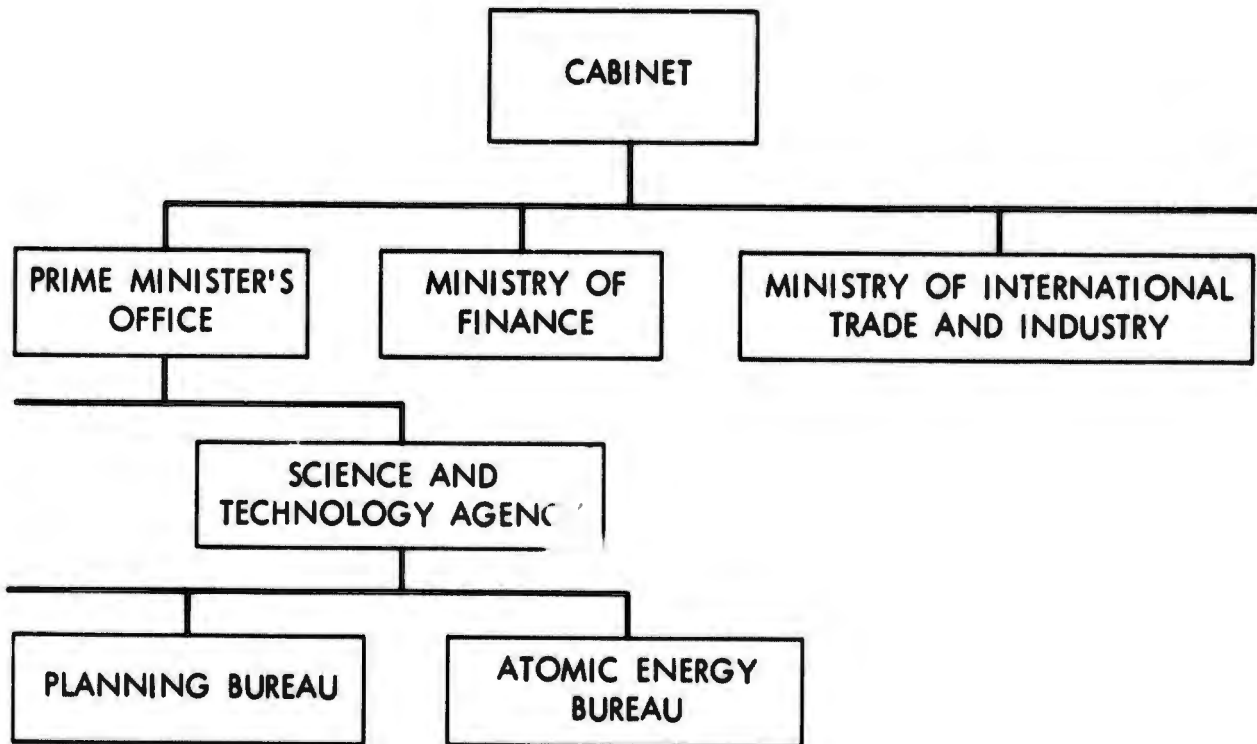 CABINET
PRIME MINISTER'S
OFFICE
MINISTRY OF
FINANCE
MINISTRY OF INTERNATIONAL
TRADE AND INDUSTRY
SCIENCE AND
TECHNOLOGY AGENC
PLANNING BUREAU
ATOMIC ENERGY
BUREAU